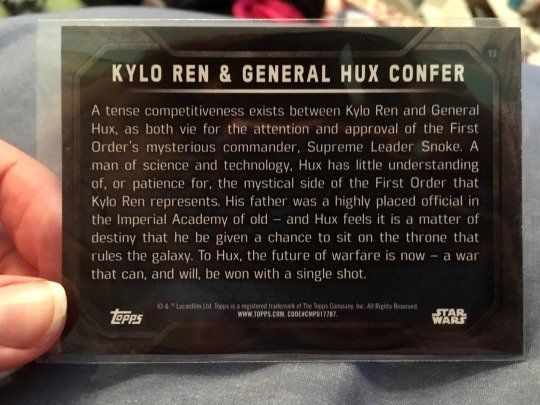 11
KYLO REN & GENERAL HUX CONFER
A tense competitiveness exists between Kylo Ren and General
Hux, as both vie for the attention and approval of the First
Order's mysterious commander, Supreme Leader Snoke. A
man of science and technology, Hux has little understanding
of, or patience for, the mystical side of the First Order that
Kylo Ren represents. His father was a highly placed official in
the Imperial Academy of old – and Hux feels it is a matter of
destiny that he be given a chance to sit on the throne that
rules the galaxy. To Hux, the future of warfare is now – a war
that can, and will, be won with a single shot.
© & ™ Lucasfilm Ltd. Topps is a registered trademark of The Topps Company, Inc. All Rights Reserved.
WWW.TOPPS.COM. CODE#CMP017787.
Topps
STAR
WARS